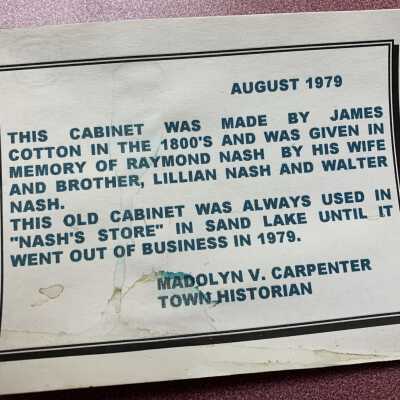 AUGUST 1979
THIS CABINET WAS MADE BY JAMES
COTTON IN THE 1800'S AND WAS GIVEN IN
MEMORY OF RAYMOND NASH BY HIS WIFE
AND BROTHER, LILLIAN NASH AND WALTER
NASH.
THIS OLD CABINET WAS ALWAYS USED IN
"NASH'S STORE" IN SAND LAKE UNTIL IT
WENT OUT OF BUSINESS IN 1979.
MADOLYN V. CARPENTER
TOWN HISTORIAN